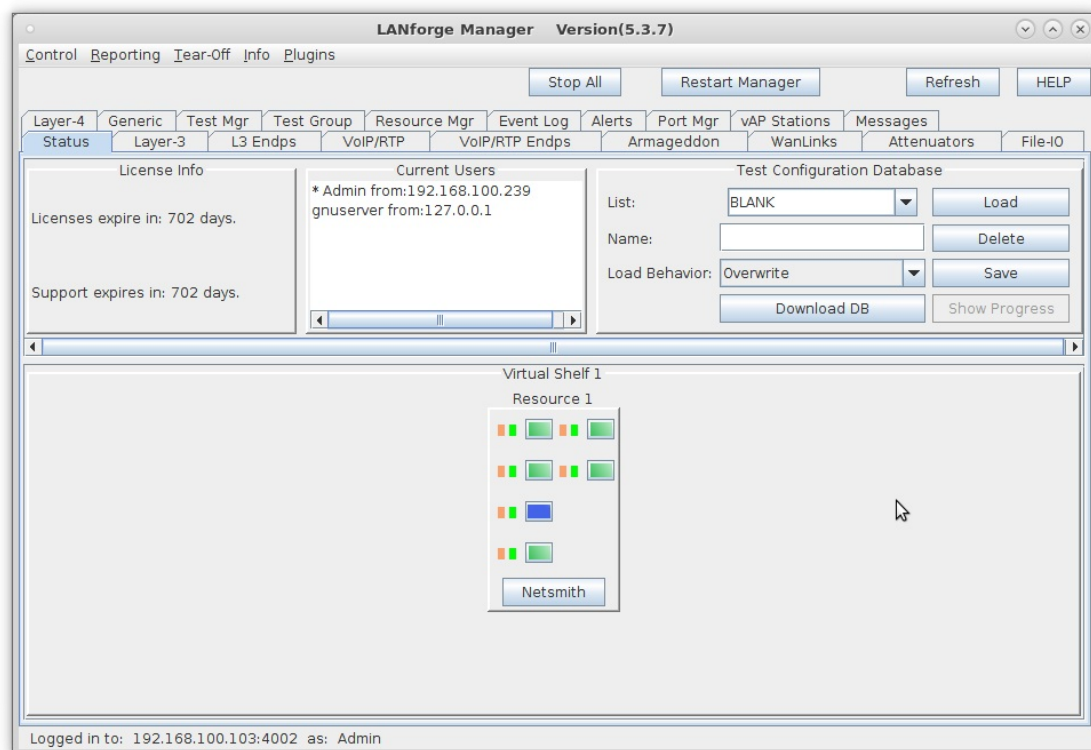 LANforge Manager Version(5.3.7)
Control Reporting Tear-Off Info Plugins
Stop All Restart Manager Refresh HELP
Layer-4 Generic Test Mgr Test Group Resource Mgr Event Log Alerts Port Mgr vAP Stations Messages
Status Layer-3 L3 Endps VoIP/RTP VoIP/RTP Endps Armageddon WanLinks Attenuators File-IO
License Info
Licenses expire in: 702 days.
Support expires in: 702 days.
Current Users
* Admin from:192.168.100.239
gnuserver from:127.0.0.1
Test Configuration Database
List: BLANK Load
Name: Delete
Load Behavior: Overwrite Save
Download DB Show Progress
Virtual Shelf 1
Resource 1
Netsmith
Logged in to: 192.168.100.103:4002 as: Admin